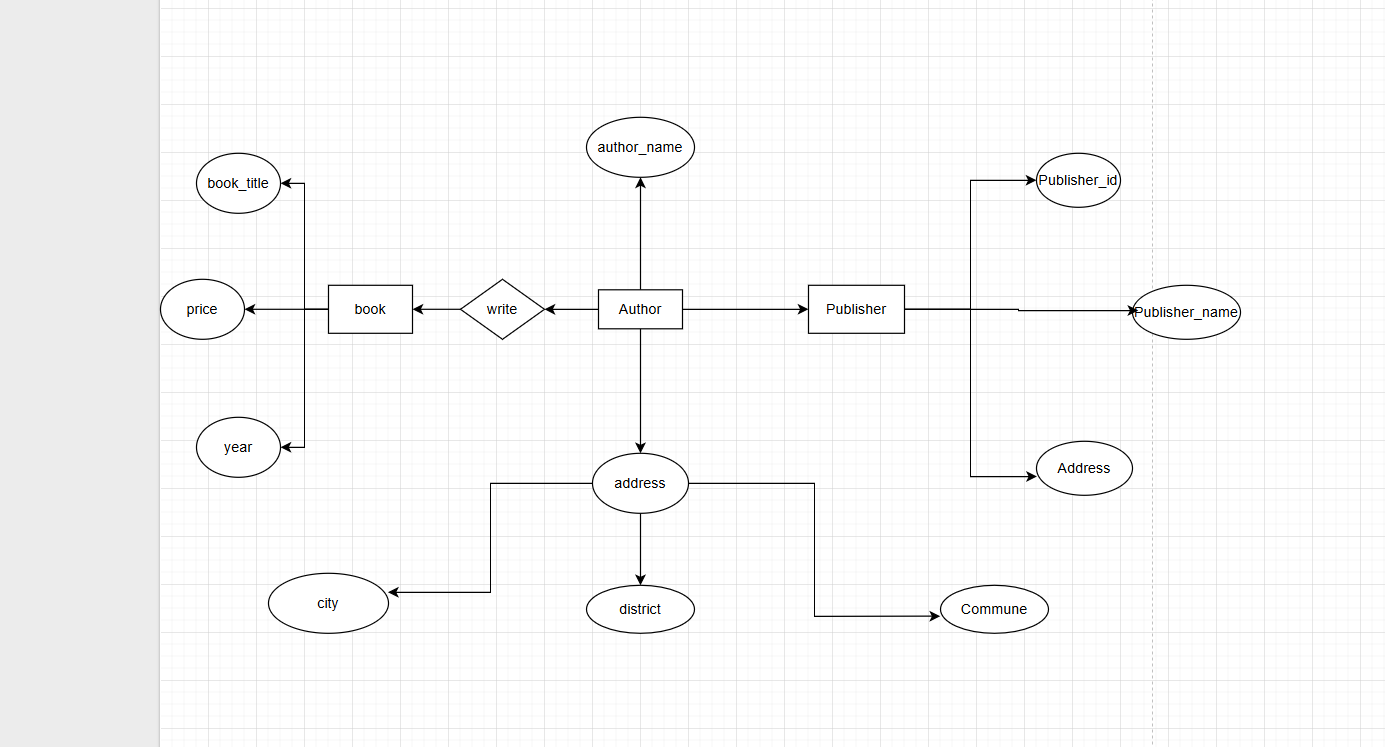 author_name
book_title
Publisher_id
price
book
write
Author
Publisher
Publisher_name
year
address
Address
city
district
Commune